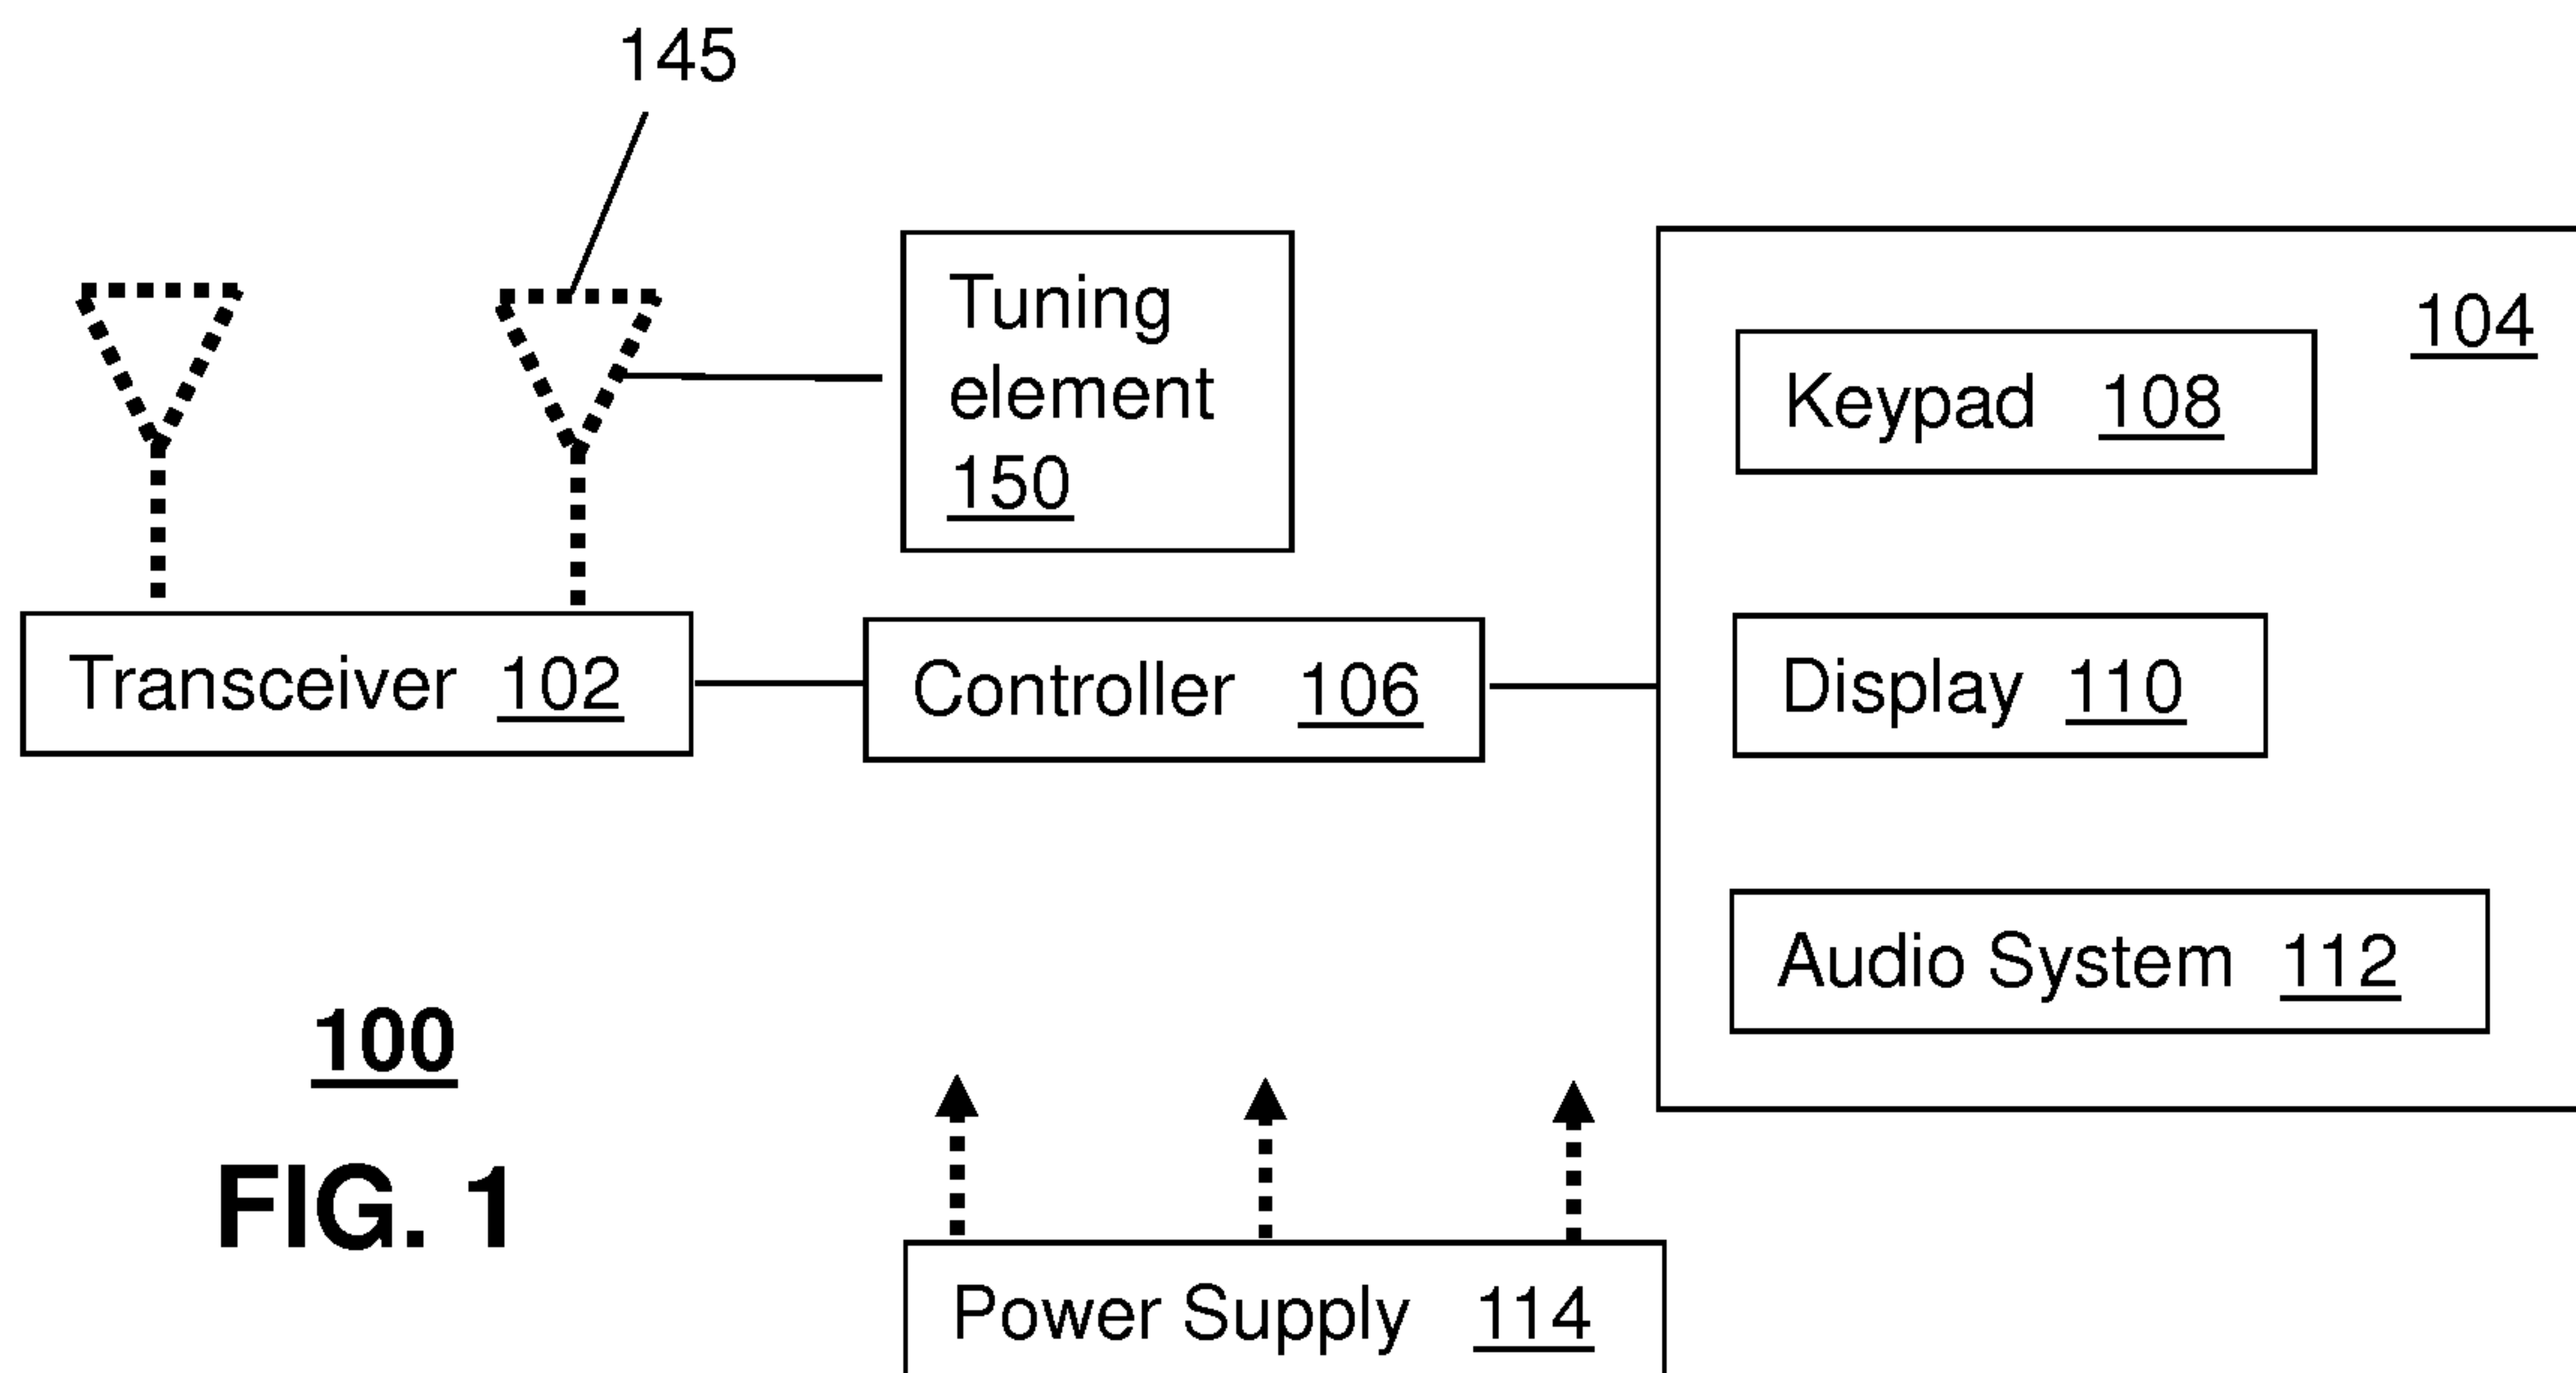 145
Tuning
element
150
104
Keypad 108
Transceiver 102
Controller 106
Display 110
Audio System 112
100
FIG. 1
Power Supply 114